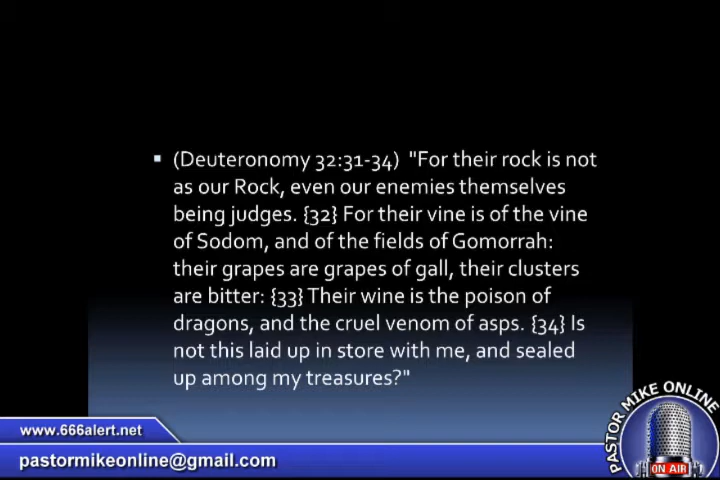 (Deuteronomy 32:31-34) "For their rock is not
as our Rock, even our enemies themselves
being judges. {32} For their vine is of the vine
of Sodom, and of the fields of Gomorrah:
their grapes are grapes of gall, their clusters
are bitter: {33} Their wine is the poison of
dragons, and the cruel venom of asps. {34} Is
not this laid up in store with me, and sealed
up among my treasures?"
www.666alert.net
pastormikeonline@gmail.com
PASTOR MIKE ONLINE
ON AIR